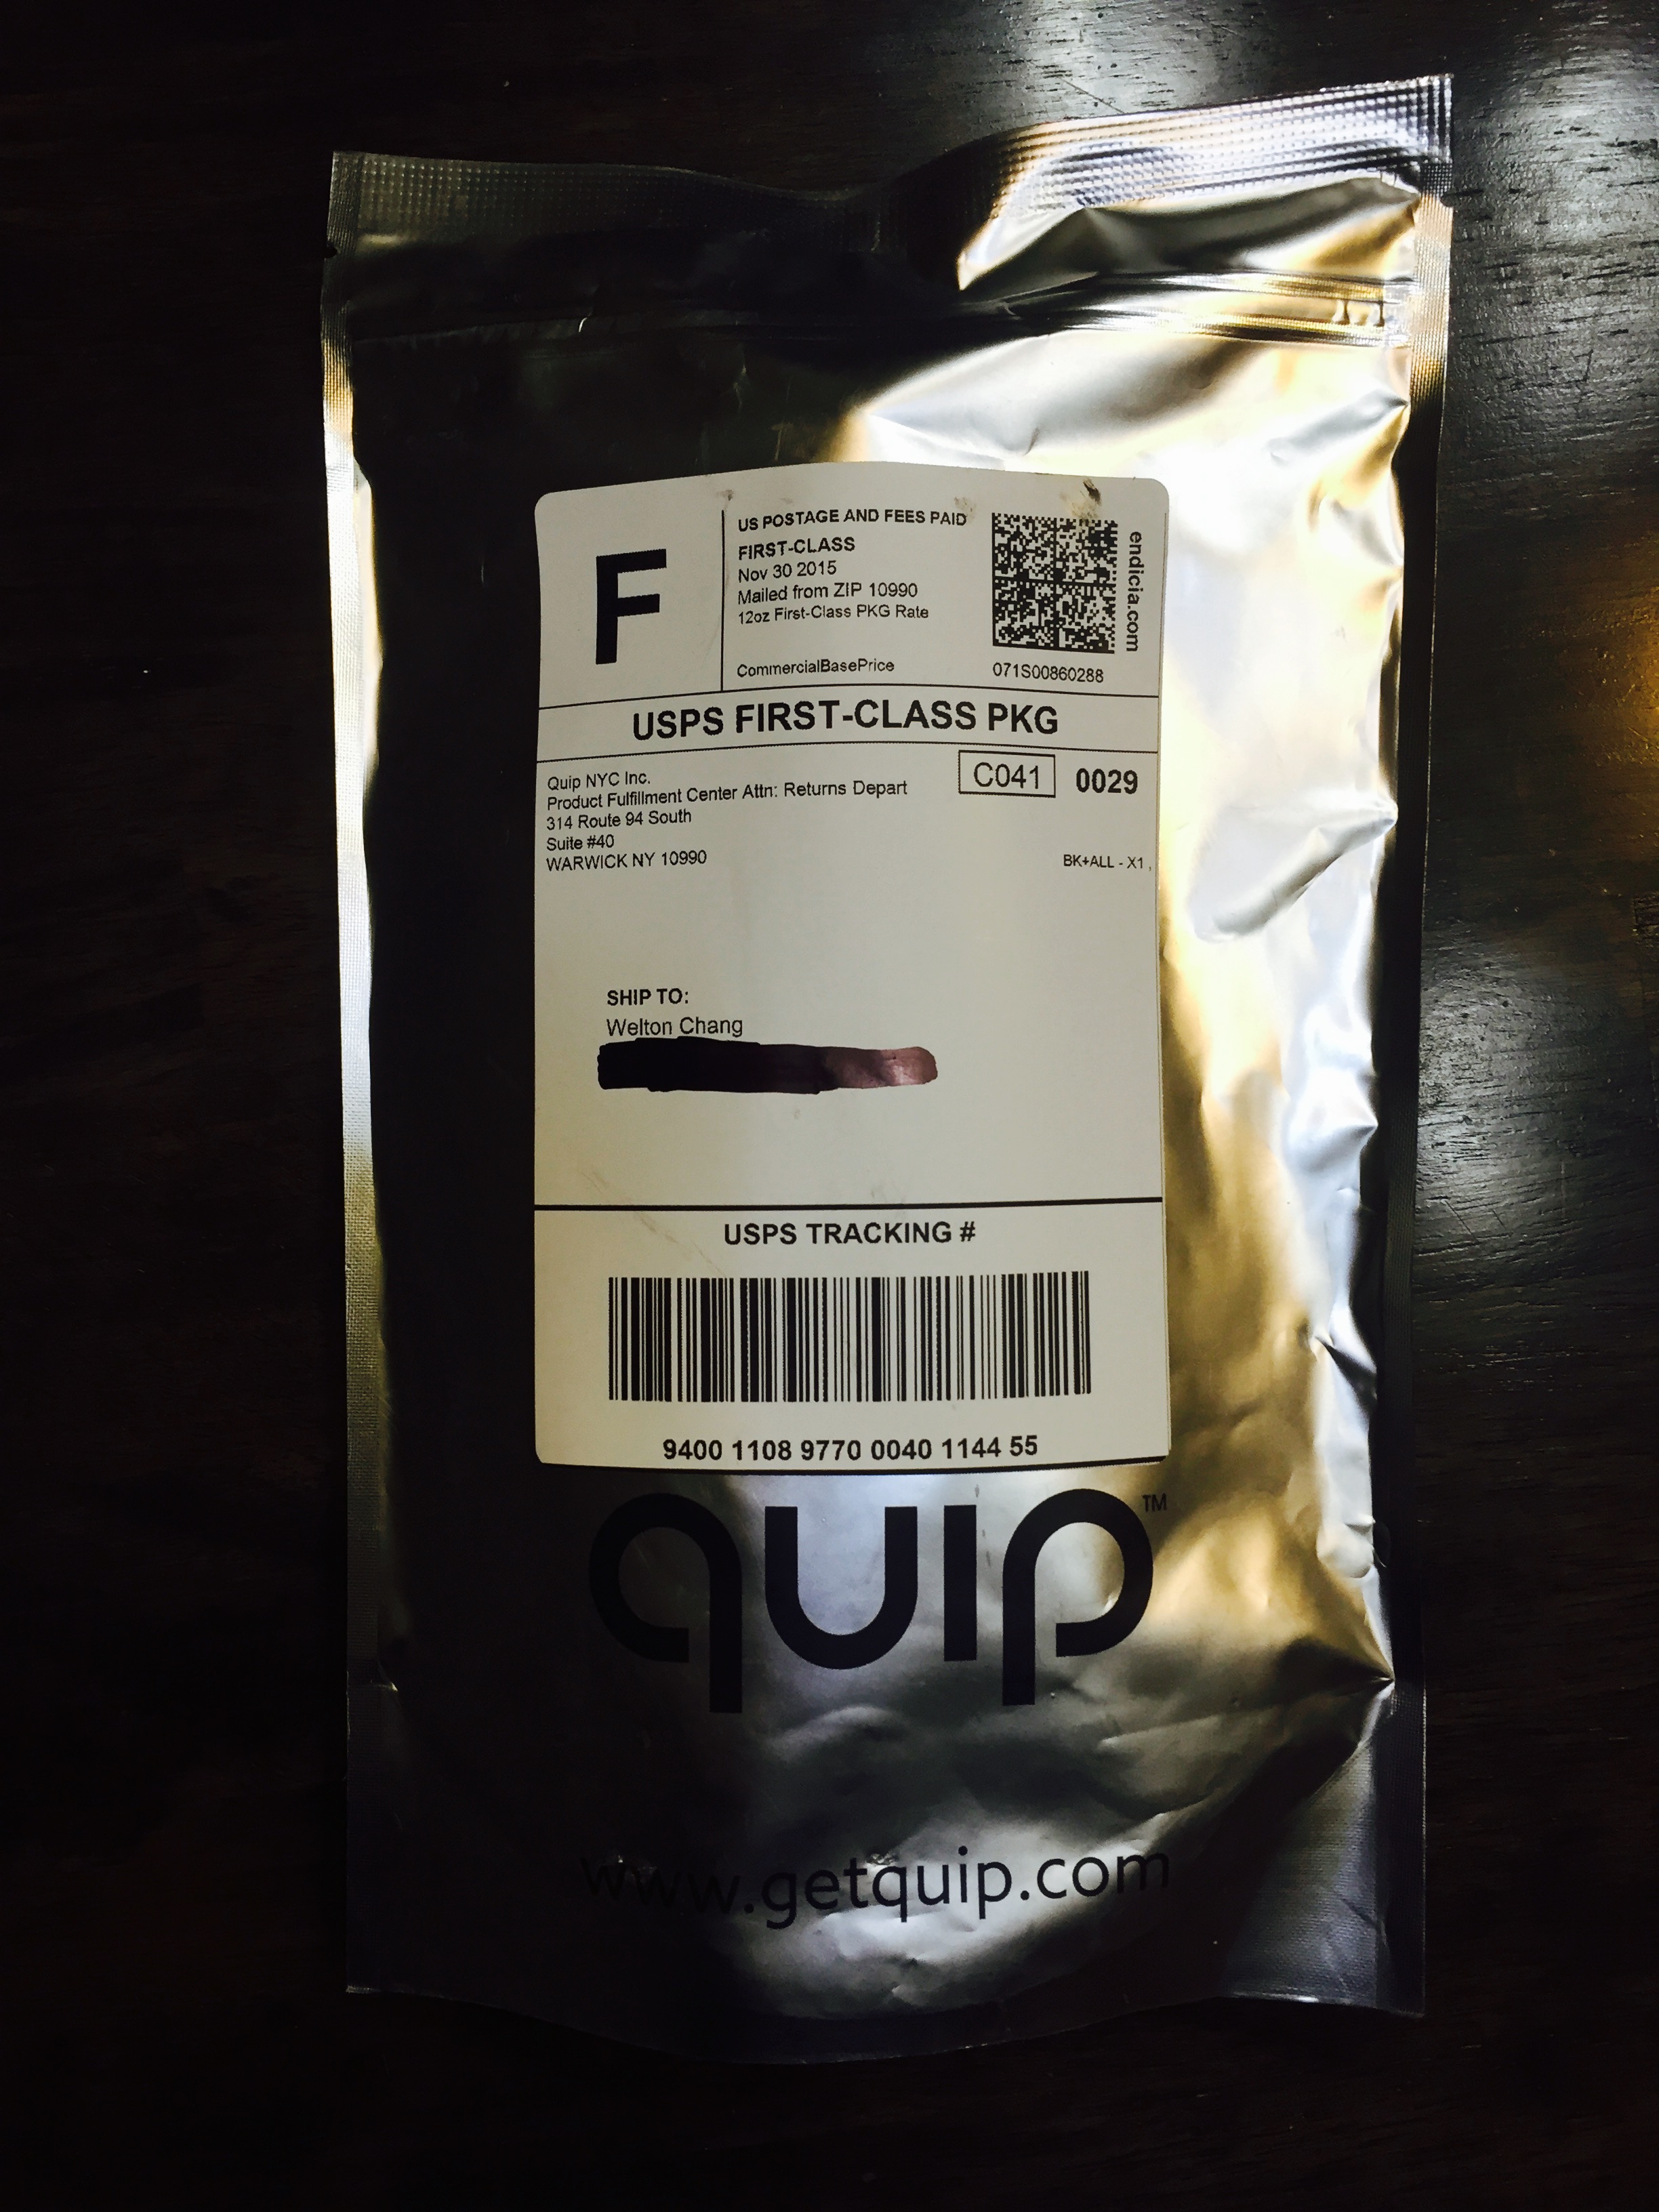 F
US POSTAGE AND FEES PAID
FIRST-CLASS
Nov 30 2015
Mailed from ZIP 10990
12oz First-Class PKG Rate
CommercialBasePrice
071S00860288
endicia.com
USPS FIRST-CLASS PKG
Quip NYC Inc.
Product Fulfillment Center Attn: Returns Depart
314 Route 94 South
Suite #40
WARWICK NY 10990
C041 0029
BK+ALL - X1 ,
SHIP TO:
Welton Chang
USPS TRACKING #
9400 1108 9770 0040 1144 55
quip™
www.getquip.com